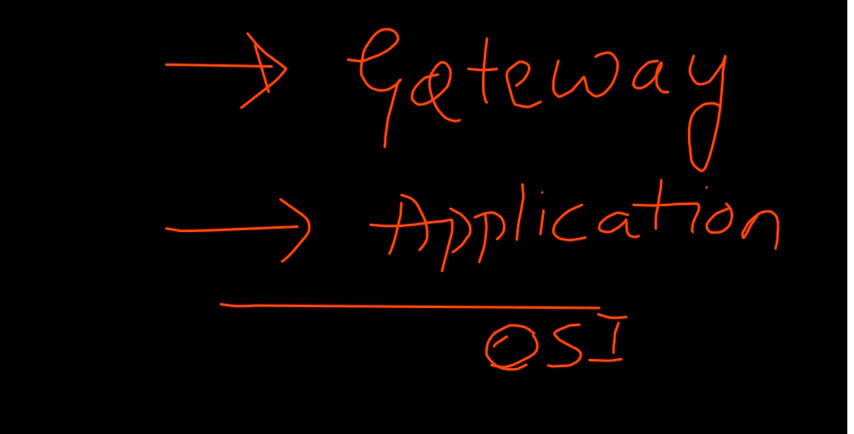 → Gateway
→ Application
OSI